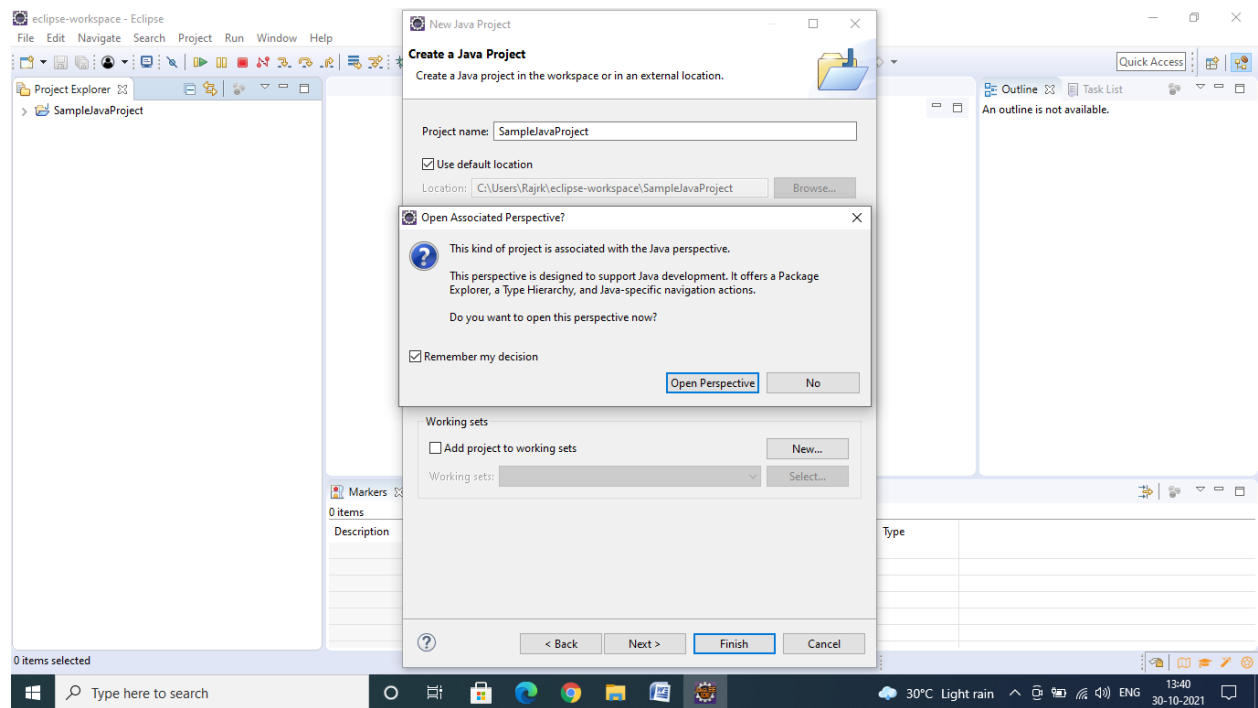 eclipse-workspace - Eclipse
File Edit Navigate Search Project Run Window Help
Quick Access
Project Explorer
SampleJavaProject
New Java Project
Create a Java Project
Create a Java project in the workspace or in an external location.
Project name: SampleJavaProject
Use default location
Location: C:\Users\Rajrk\eclipse-workspace\SampleJavaProject Browse...
Open Associated Perspective?
This kind of project is associated with the Java perspective.
This perspective is designed to support Java development. It offers a Package
Explorer, a Type Hierarchy, and Java-specific navigation actions.
Do you want to open this perspective now?
Remember my decision
Open Perspective No
Working sets
Add project to working sets New...
Working sets: Select...
< Back Next > Finish Cancel
Outline Task List
An outline is not available.
Markers
0 items
Description Type
0 items selected
Type here to search
30°C Light rain ENG
13:40
30-10-2021